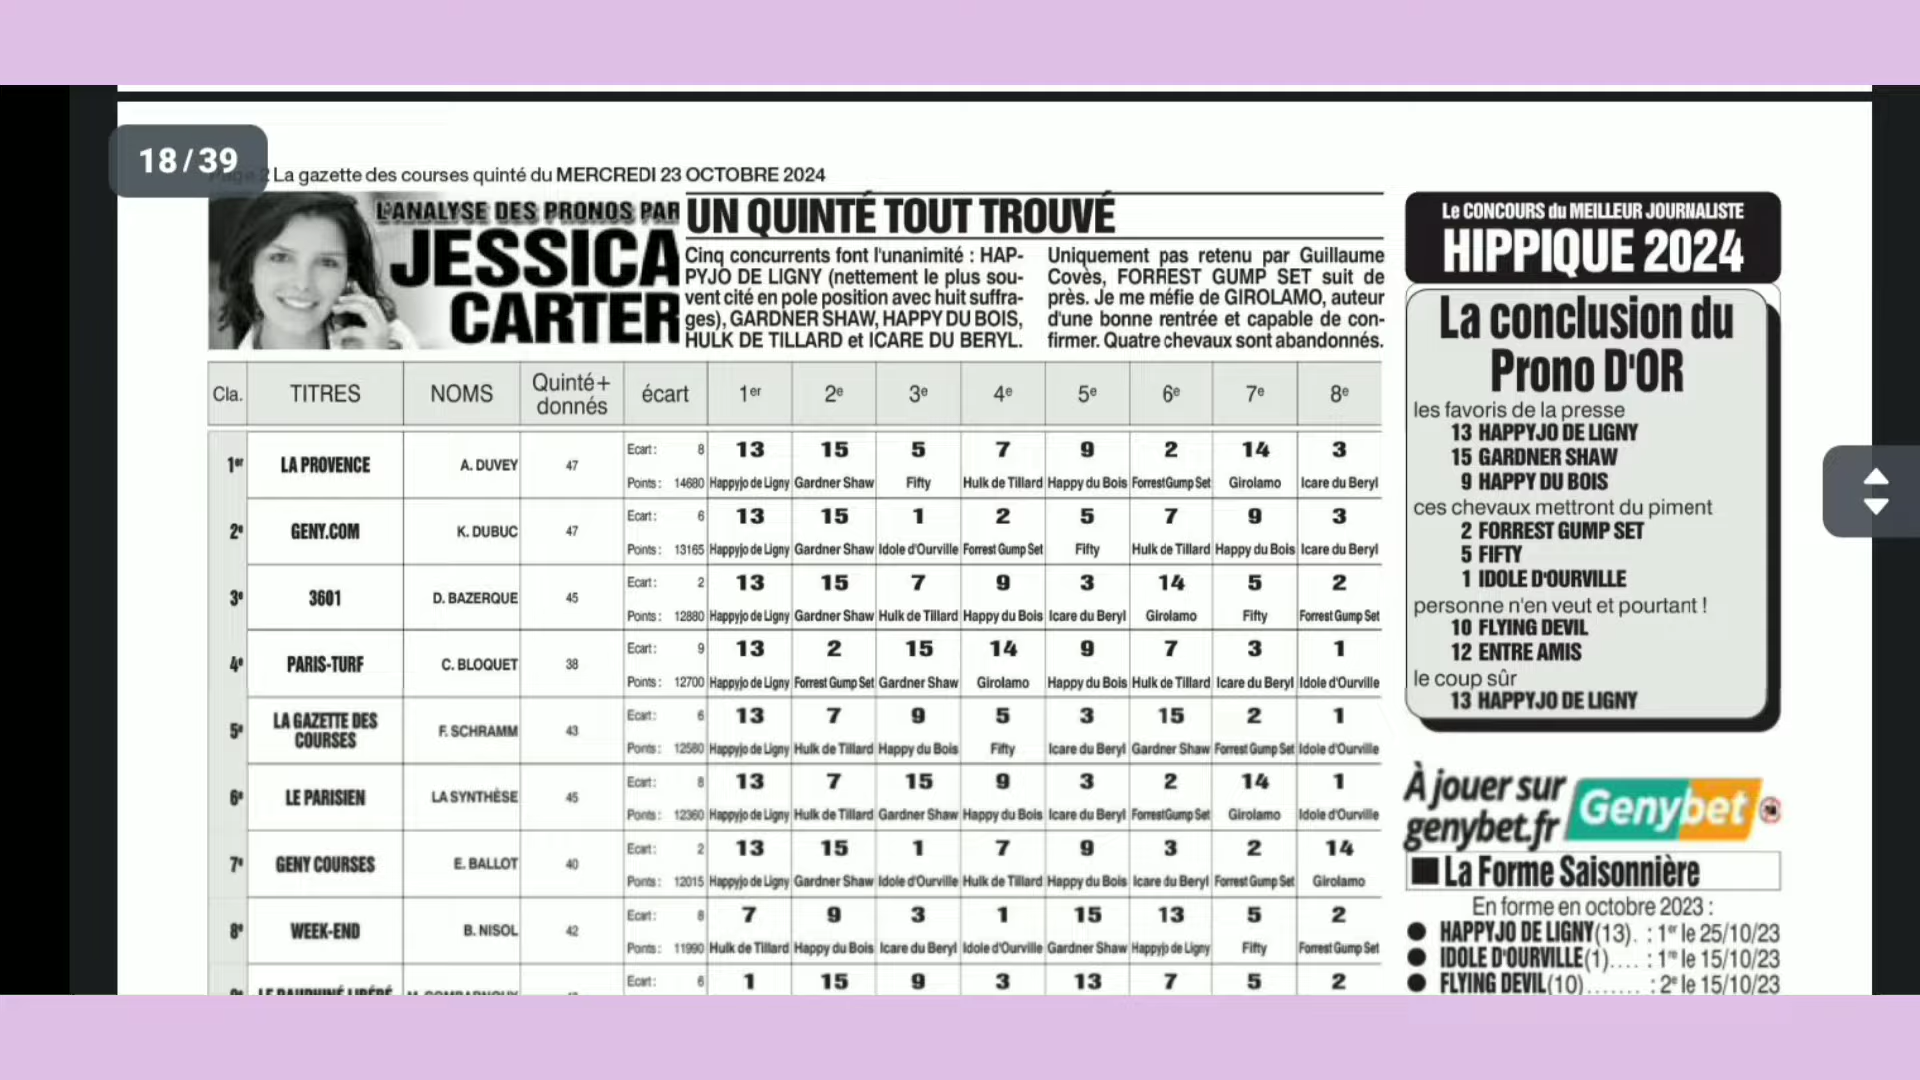 18/39
2 La gazette des courses quinté du MERCREDI 23 OCTOBRE 2024
L'ANALYSE DES PRONOS PAR
JESSICA
CARTER
UN QUINTÉ TOUT TROUVÉ
Cinq concurrents font l'unanimité : HAP-
PYJO DE LIGNY (nettement le plus sou-
vent cité en pole position avec huit suffra-
ges), GARDNER SHAW, HAPPY DU BOIS,
HULK DE TILLARD et ICARE DU BERYL.
Uniquement pas retenu par Guillaume
Covès, FORREST GUMP SET suit de
près. Je me méfie de GIROLAMO, auteur
d'une bonne rentrée et capable de con-
firmer. Quatre chevaux sont abandonnés.
Cla. TITRES NOMS Quinté+ donnés écart 1er 2e 3e 4e 5e 6e 7e 8e
1er LA PROVENCE A. DUVEY 47 Ecart: 8 13 15 5 7 9 2 14 3
Points: 14680 Happyjo de Ligny Gardner Shaw Fifty Hulk de Tillard Happy du Bois ForrestGump Set Girolamo Icare du Beryl
2e GENY.COM K. DUBUC 47 Ecart: 6 13 15 1 2 5 7 9 3
Points: 13165 Happyjo de Ligny Gardner Shaw Idole d'Ourville Forrest Gump Set Fifty Hulk de Tillard Happy du Bois Icare du Beryl
3e 3601 D. BAZERQUE 45 Ecart: 2 13 15 7 9 3 14 5 2
Points: 12880 Happyjo de Ligny Gardner Shaw Hulk de Tillard Happy du Bois Icare du Beryl Girolamo Fifty Forrest Gump Set
4e PARIS-TURF C. BLOQUET 38 Ecart: 9 13 2 15 14 9 7 3 1
Points: 12700 Happyjo de Ligny Forrest Gump Set Gardner Shaw Girolamo Happy du Bois Hulk de Tillard Icare du Beryl Idole d'Ourville
5e LA GAZETTE DES COURSES F. SCHRAMM 43 Ecart: 6 13 7 9 5 3 15 2 1
Points: 12580 Happyjo de Ligny Hulk de Tillard Happy du Bois Fifty Icare du Beryl Gardner Shaw Forrest Gump Set Idole d'Ourville
6e LE PARISIEN LA SYNTHÈSE 45 Ecart: 8 13 7 15 9 3 2 14 1
Points: 12360 Happyjo de Ligny Hulk de Tillard Gardner Shaw Happy du Bois Icare du Beryl ForrestGump Set Girolamo Idole d'Ourville
7e GENY COURSES E. BALLOT 40 Ecart: 2 13 15 1 7 9 3 2 14
Points: 12015 Happyjo de Ligny Gardner Shaw Idole d'Ourville Hulk de Tillard Happy du Bois Icare du Beryl Forrest Gump Set Girolamo
8e WEEK-END B. NISOL 42 Ecart: 8 7 9 3 1 15 13 5 2
Points: 11990 Hulk de Tillard Happy du Bois Icare du Beryl Idole d'Ourville Gardner Shaw Happyjo de Ligny Fifty Forrest Gump Set
LE DAUPHINÉ LIBÉRÉ Ecart: 6 1 15 9 3 13 7 5 2
Le CONCOURS du MEILLEUR JOURNALISTE
HIPPIQUE 2024
La conclusion du
Prono D'OR
les favoris de la presse
13 HAPPYJO DE LIGNY
15 GARDNER SHAW
9 HAPPY DU BOIS
ces chevaux mettront du piment
2 FORREST GUMP SET
5 FIFTY
1 IDOLE D'OURVILLE
personne n'en veut et pourtant !
10 FLYING DEVIL
12 ENTRE AMIS
le coup sûr
13 HAPPYJO DE LIGNY
À jouer sur
genybet.fr
Genybet
La Forme Saisonnière
En forme en octobre 2023 :
HAPPYJO DE LIGNY(13). : 1er le 25/10/23
IDOLE D'OURVILLE(1).... : 1re le 15/10/23
FLYING DEVIL(10)....... : 2e le 15/10/23